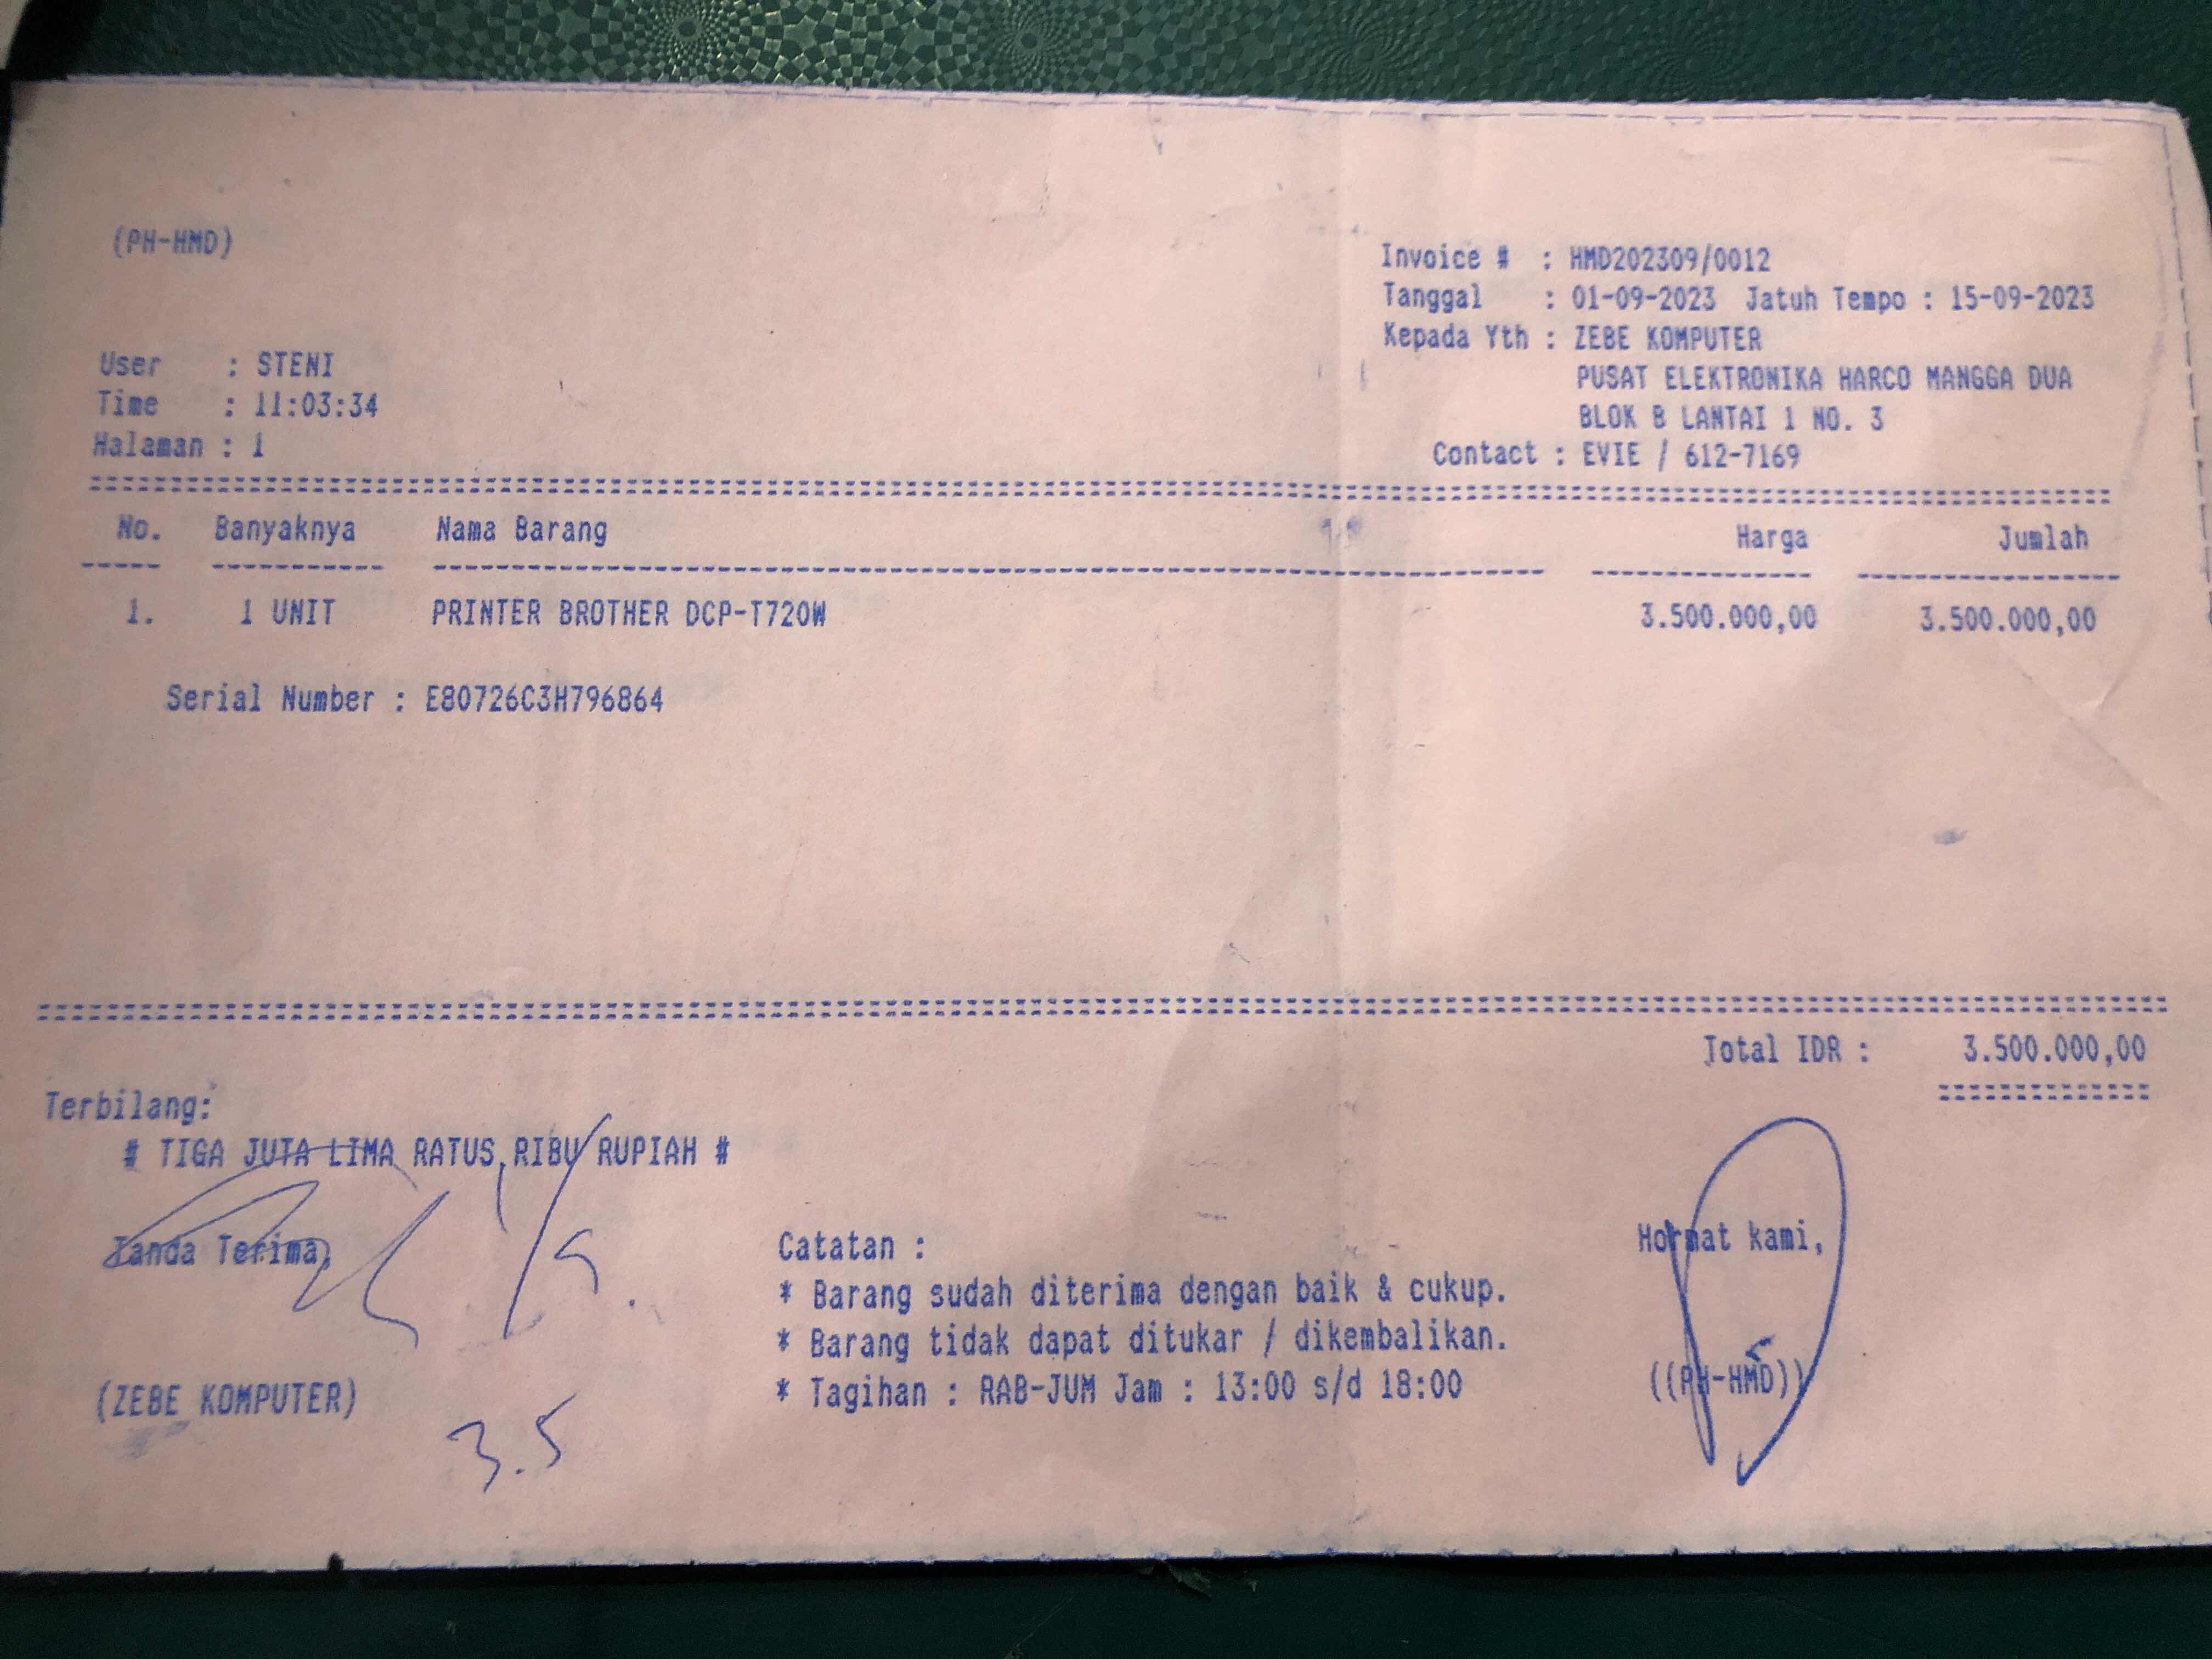 (PH-HMD)
Invoice # : HMD202309/0012
Tanggal : 01-09-2023 Jatuh Tempo : 15-09-2023
Kepada Yth : ZEBE KOMPUTER
PUSAT ELEKTRONIKA HARCO MANGGA DUA
BLOK B LANTAI 1 NO. 3
Contact : EVIE / 612-7169
User : STENI
Time : 11:03:34
Halaman : 1
No. Banyaknya Nama Barang Harga Jumlah
1. 1 UNIT PRINTER BROTHER DCP-T720W 3.500.000,00 3.500.000,00
Serial Number : E80726C3H796864
Total IDR : 3.500.000,00
Terbilang:
# TIGA JUTA LIMA RATUS RIBU RUPIAH #
Tanda Terima,
Catatan :
* Barang sudah diterima dengan baik & cukup.
* Barang tidak dapat ditukar / dikembalikan.
* Tagihan : RAB-JUM Jam : 13:00 s/d 18:00
Hormat kami,
(ZEBE KOMPUTER)
((PH-HMD))
3.5